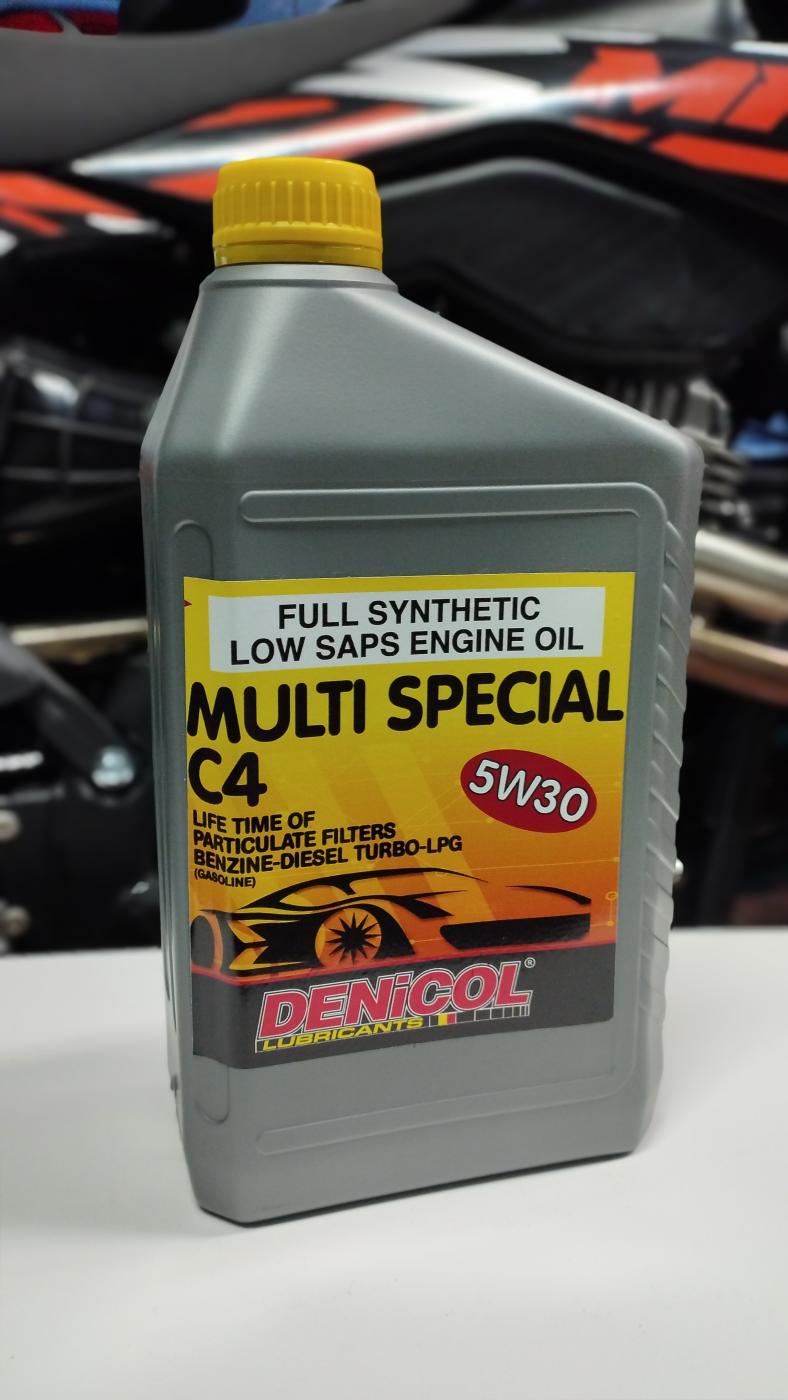 FULL SYNTHETIC
LOW SAPS ENGINE OIL
MULTI SPECIAL
C4
5W30
LIFE TIME OF
PARTICULATE FILTERS
BENZINE-DIESEL TURBO-LPG
(GASOLINE)
DENiCOL®
LUBRICANTS